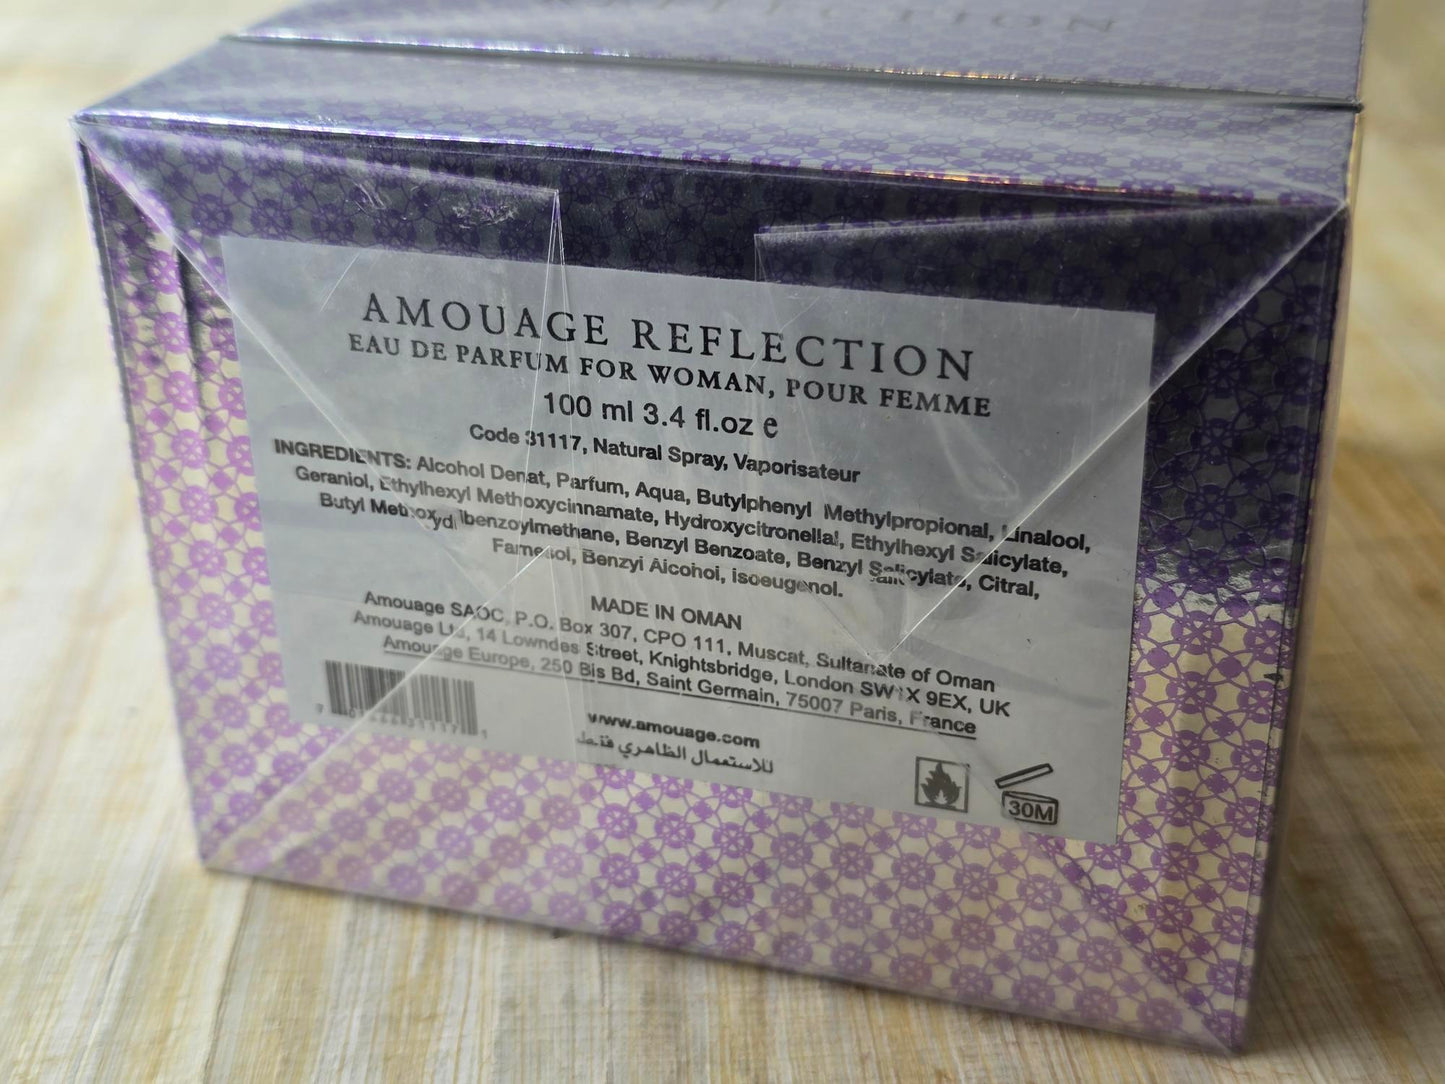 REFLECTION
AMOUAGE REFLECTION
EAU DE PARFUM FOR WOMAN, POUR FEMME
100 ml 3.4 fl.oz e
Code 31117, Natural Spray, Vaporisateur
INGREDIENTS: Alcohol Denat, Parfum, Aqua, Butylphenyl Methylpropional, Linalool,
Geraniol, Ethylhexyl Methoxycinnamate, Hydroxycitronellal, Ethylhexyl Salicylate,
Butyl Methoxydibenzoylmethane, Benzyl Benzoate, Benzyl Salicylate, Citral,
Farnesol, Benzyl Alcohol, Isoeugenol.
MADE IN OMAN
Amouage SAOC, P.O. Box 307, CPO 111, Muscat, Sultanate of Oman
Amouage Ltd, 14 Lowndes Street, Knightsbridge, London SW1X 9EX, UK
Amouage Europe, 250 Bis Bd, Saint Germain, 75007 Paris, France
www.amouage.com
للاستعمال الظاهري فقط
30M